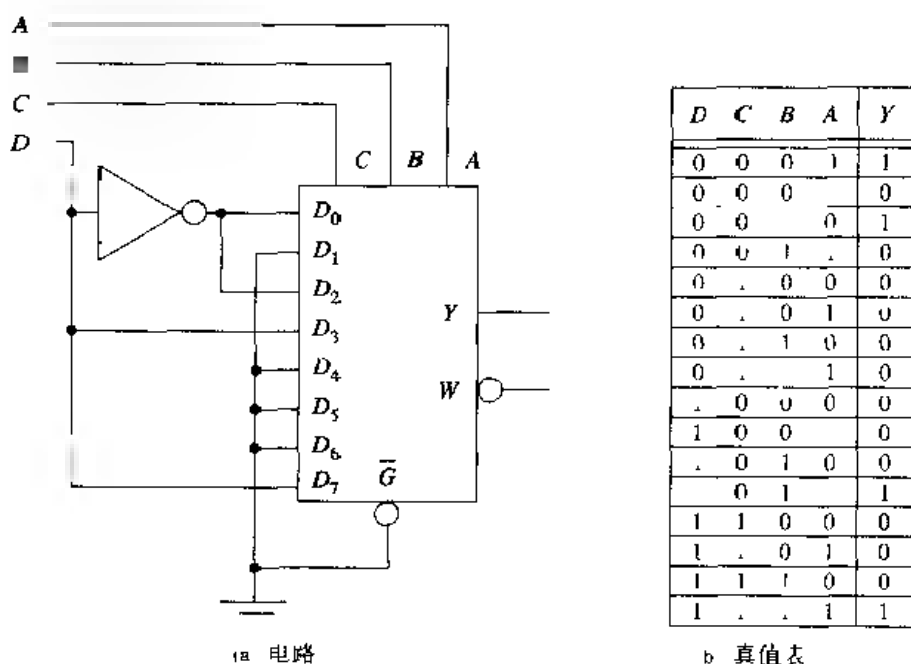 A
C
D
C B A
D0
D1
D2
D3
D4
D5
D6
D7
Y
W
G̅
a 电路
D C B A Y
0 0 0 1
0 0 0 0
0 0 0 1
0 0 1 0
0 0 0 0
0 0 1 0
0 1 0 0
0 1 0
0 0 0 0
1 0 0 0
0 1 0 0
0 1 1
1 1 0 0 0
1 0 1 0
1 1 1 0 0
1 1 1
b 真值表